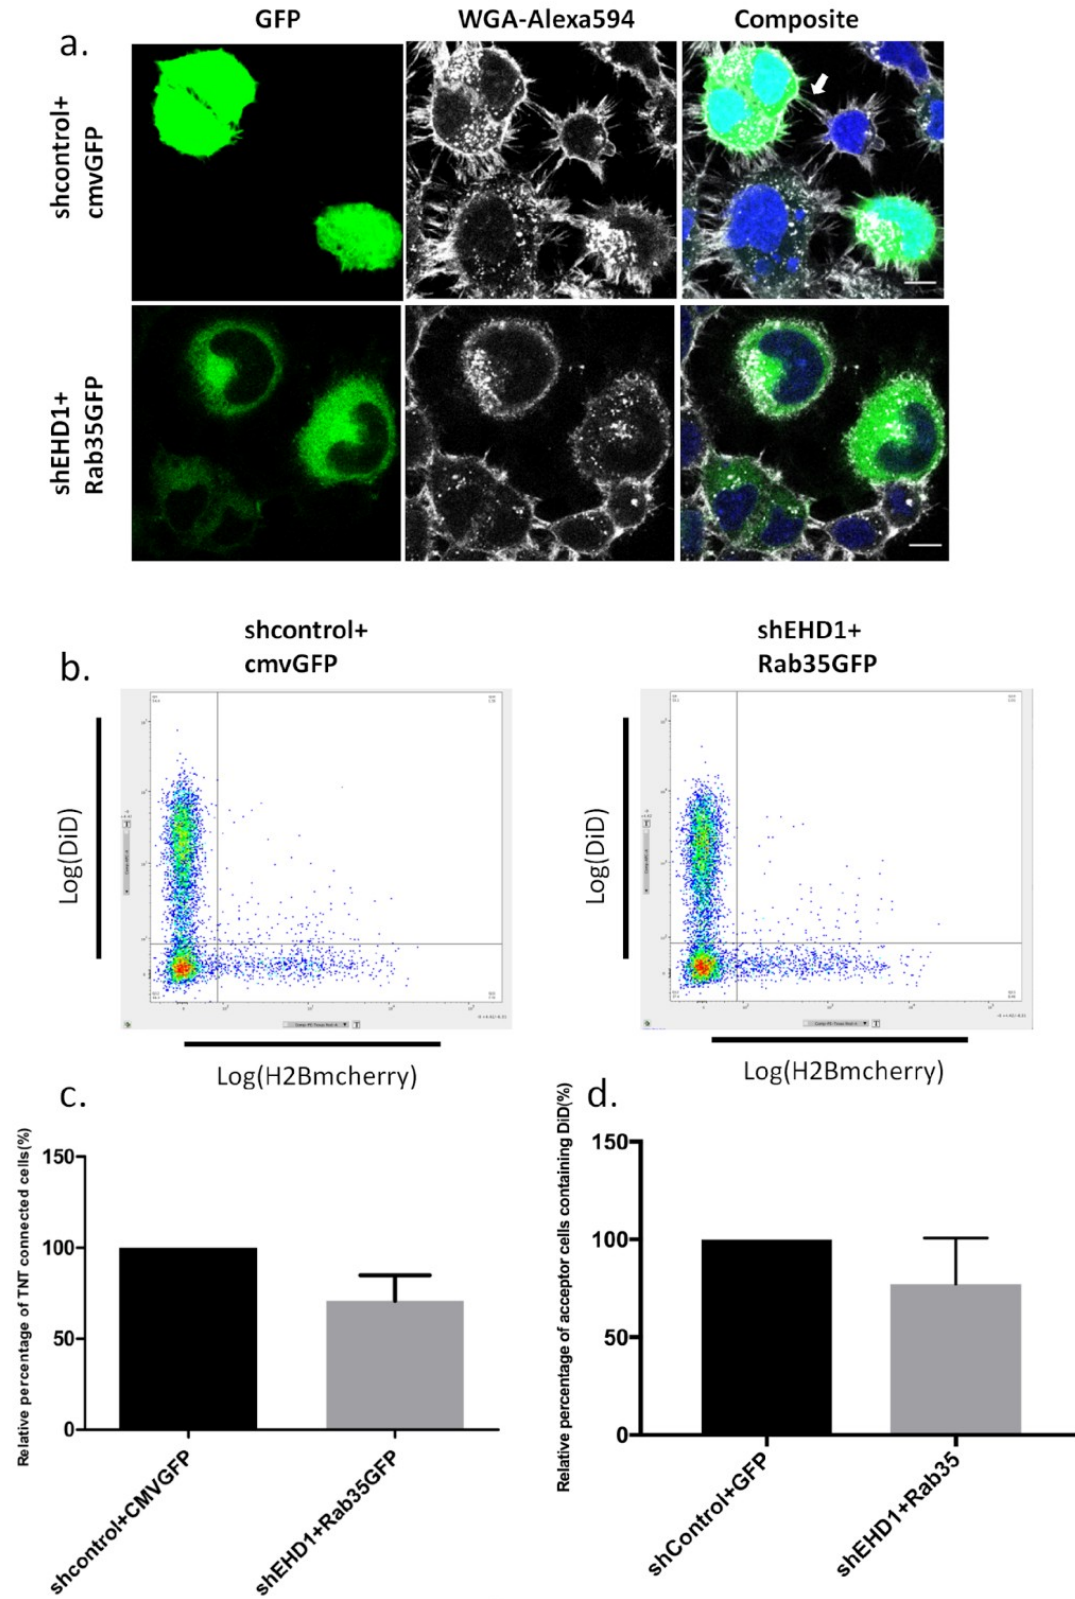 GFP
WGA-Alexa594
Composite
a.
shcontrol+
cmvGFP
shEHD1+
Rab35GFP
b.
shcontrol+
cmvGFP
shEHD1+
Rab35GFP
Log(DiD)
Log(DiD)
Log(H2Bmcherry)
Log(H2Bmcherry)
c.
Relative percentage of TNT connected cells(%)
150
100
50
0
shcontrol+CMVGFP
shEHD1+Rab35GFP
d.
Relative percentage of acceptor cells containing DiD(%)
150
100
50
0
shControl+GFP
shEHD1+Rab35